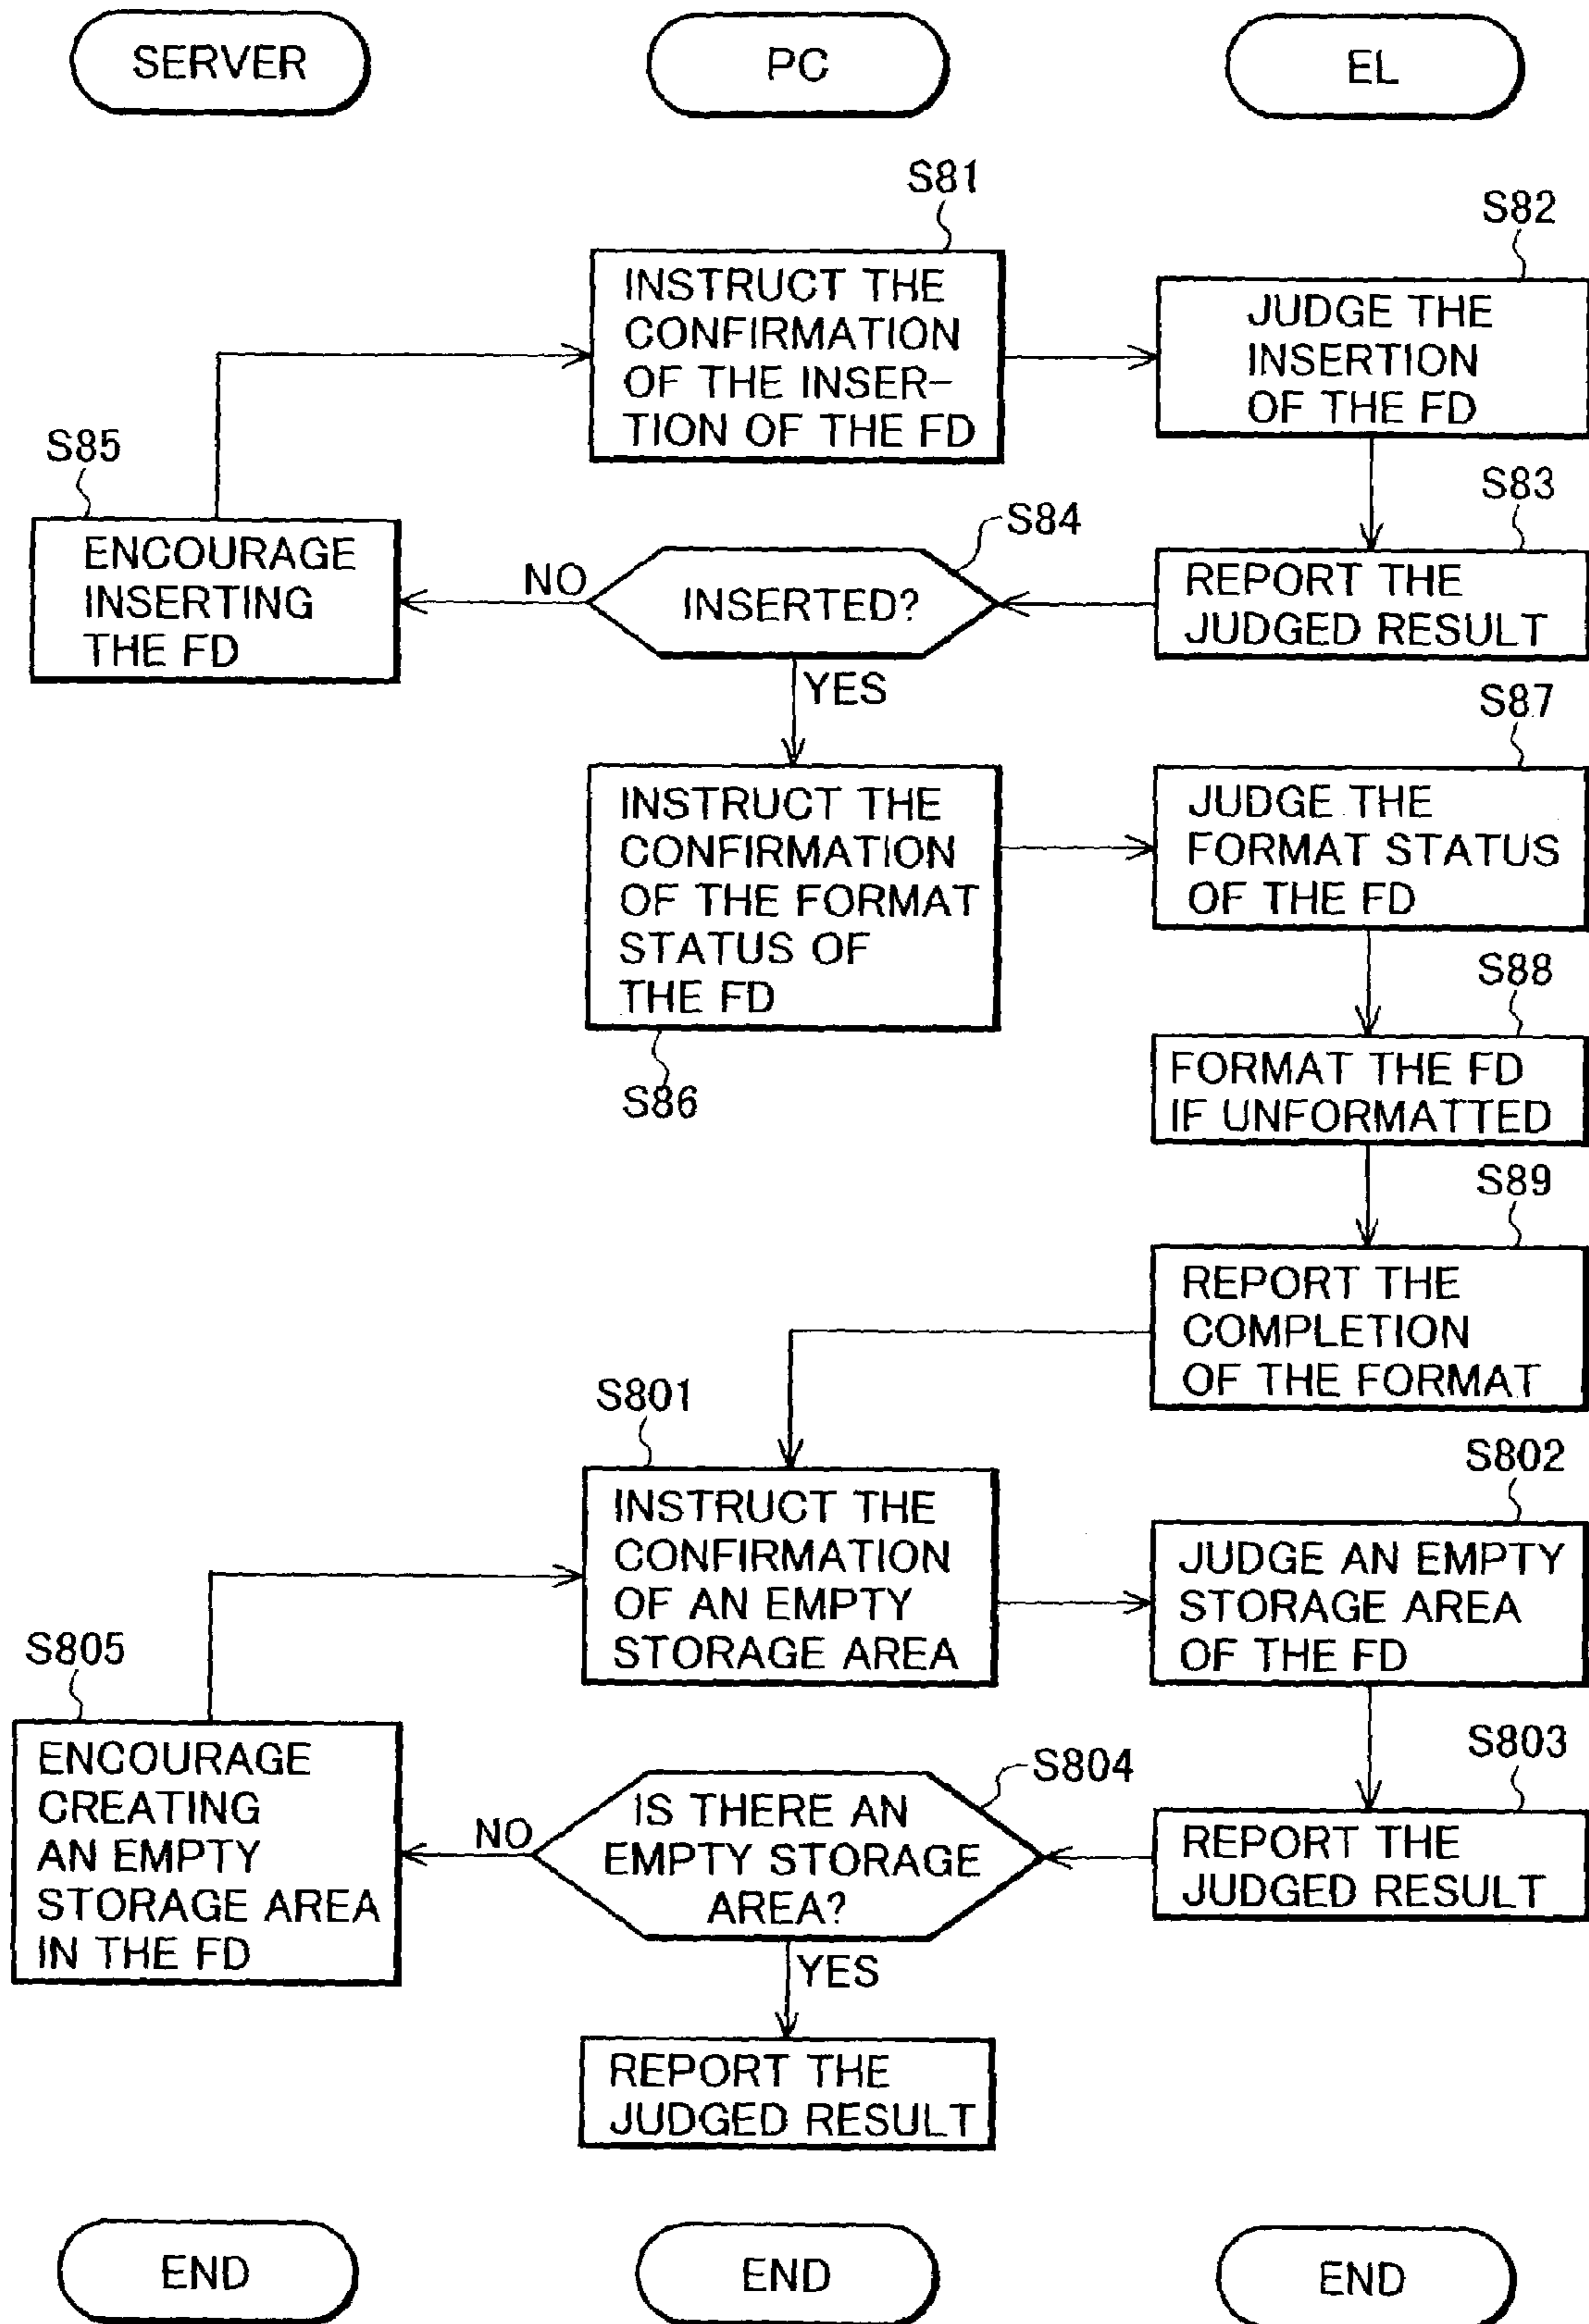 SERVER
PC
EL
S81
INSTRUCT THE
CONFIRMATION
OF THE INSER-
TION OF THE FD
S82
JUDGE THE
INSERTION
OF THE FD
S83
REPORT THE
JUDGED RESULT
S84
INSERTED?
NO
YES
S85
ENCOURAGE
INSERTING
THE FD
INSTRUCT THE
CONFIRMATION
OF THE FORMAT
STATUS OF
THE FD
S86
S87
JUDGE THE
FORMAT STATUS
OF THE FD
S88
FORMAT THE FD
IF UNFORMATTED
S89
REPORT THE
COMPLETION
OF THE FORMAT
S801
INSTRUCT THE
CONFIRMATION
OF AN EMPTY
STORAGE AREA
S802
JUDGE AN EMPTY
STORAGE AREA
OF THE FD
S803
REPORT THE
JUDGED RESULT
S804
IS THERE AN
EMPTY STORAGE
AREA?
NO
YES
S805
ENCOURAGE
CREATING
AN EMPTY
STORAGE AREA
IN THE FD
REPORT THE
JUDGED RESULT
END
END
END